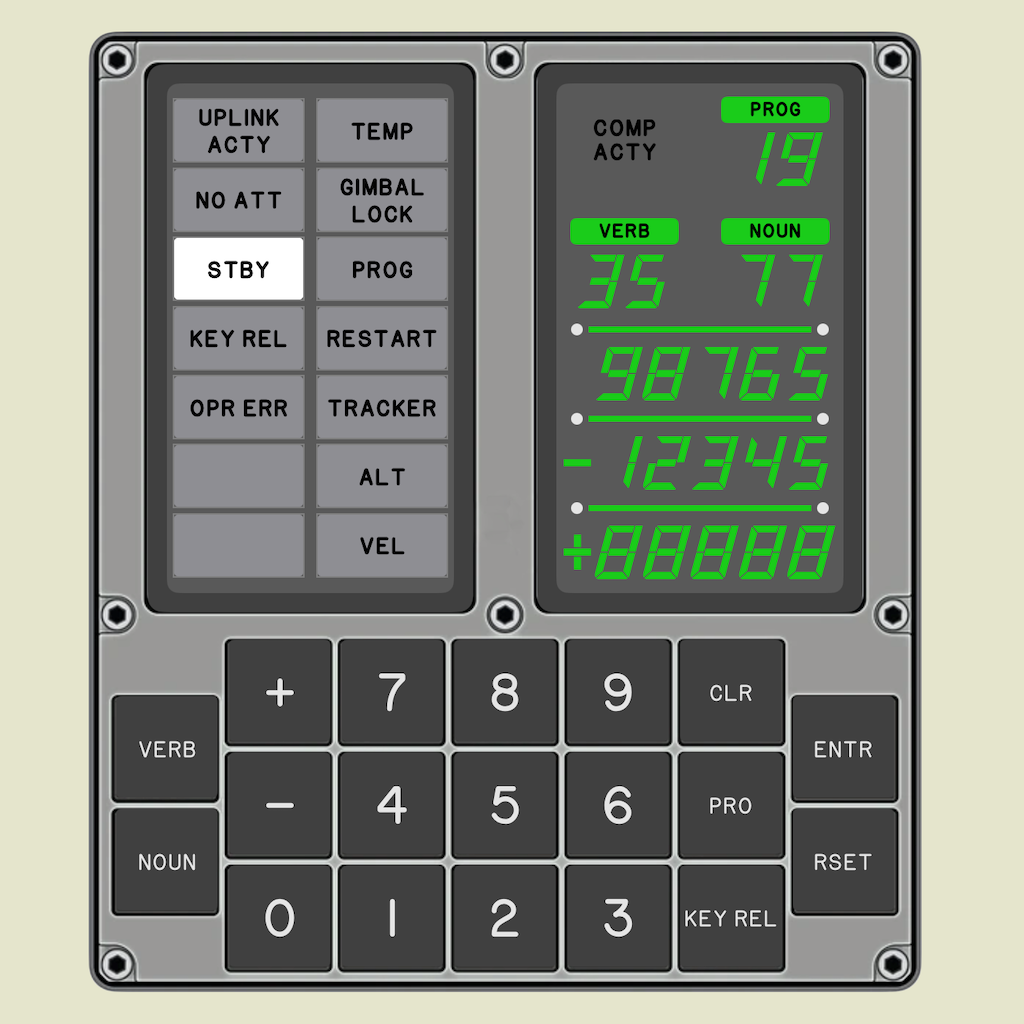 UPLINK
ACTY
TEMP
NO ATT
GIMBAL
LOCK
STBY
PROG
KEY REL
RESTART
OPR ERR
TRACKER
ALT
VEL
COMP
ACTY
PROG
19
VERB
NOUN
35
77
98765
-12345
+88888
+
7
8
9
CLR
VERB
ENTR
-
4
5
6
PRO
NOUN
RSET
0
1
2
3
KEY REL